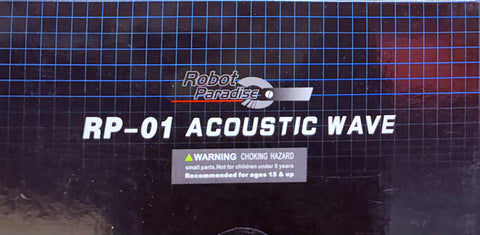 Robot
Paradise
RP-01 ACOUSTIC WAVE
WARNING CHOKING HAZARD
small parts.Not for children under 5 years
Recommended for ages 15 & up